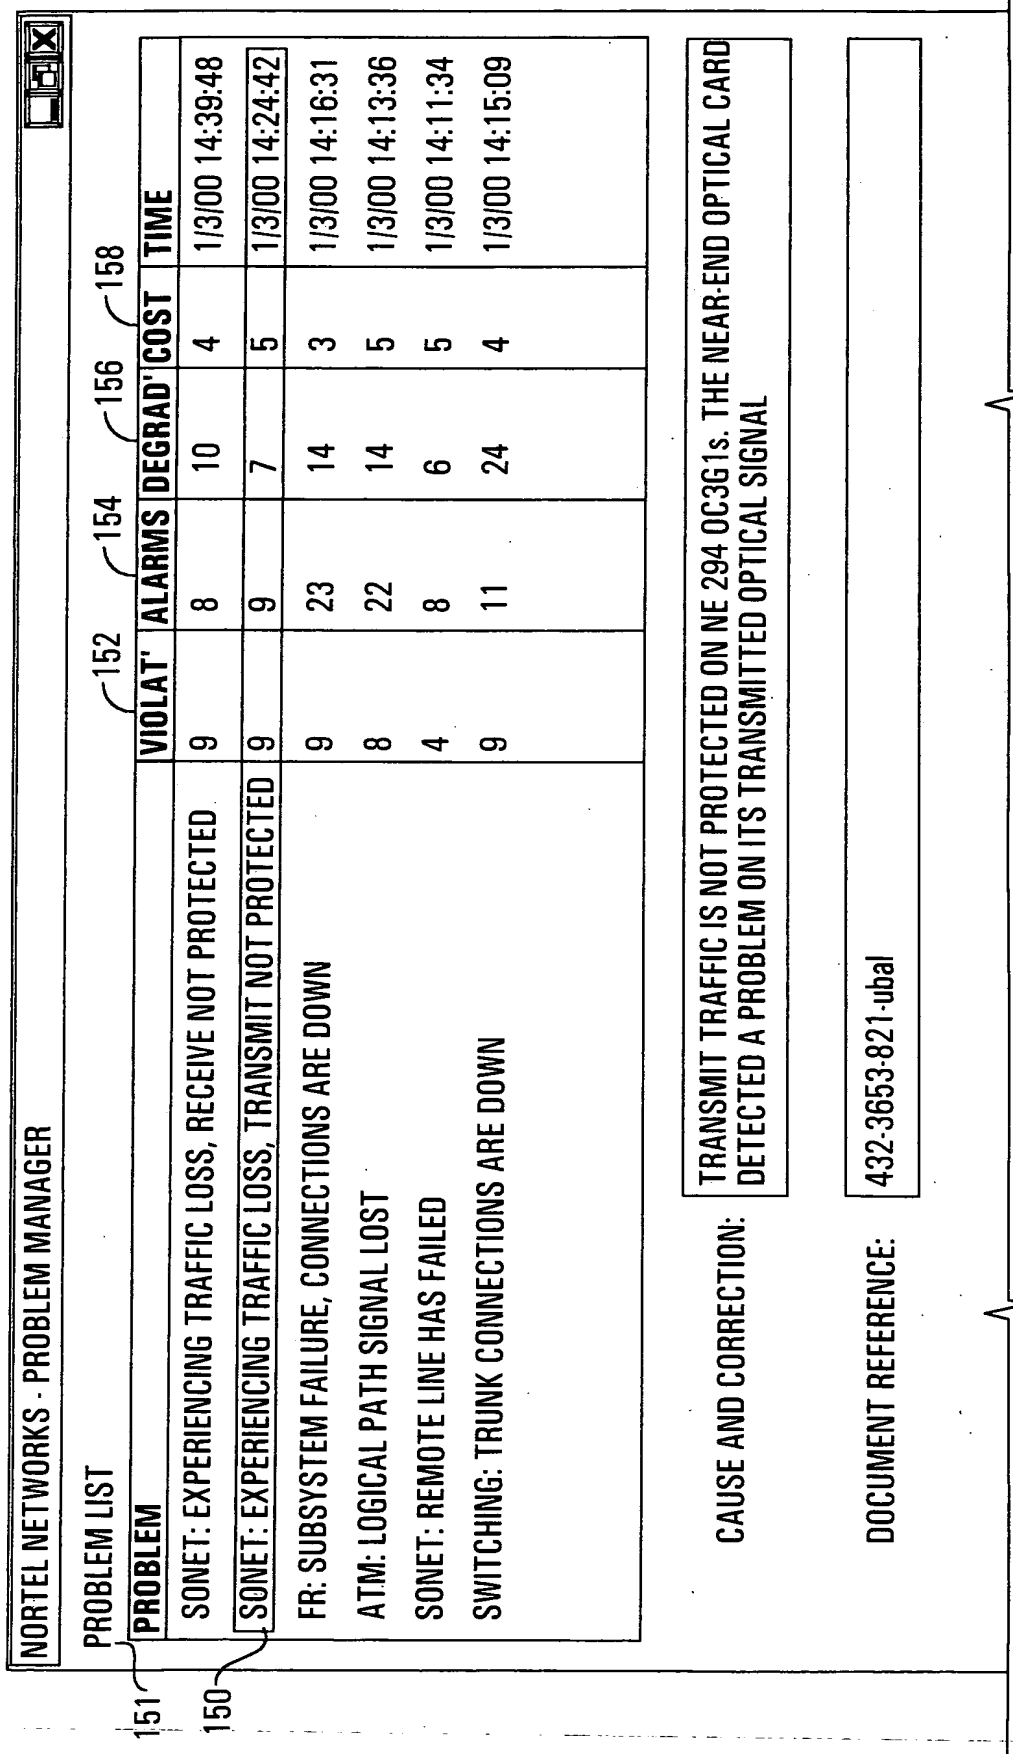 NORTEL NETWORKS - PROBLEM MANAGER
151
PROBLEM LIST
152 154 156 158
PROBLEM VIOLAT' ALARMS DEGRAD' COST TIME
SONET: EXPERIENCING TRAFFIC LOSS, RECEIVE NOT PROTECTED 9 8 10 4 1/3/00 14:39:48
150
SONET: EXPERIENCING TRAFFIC LOSS, TRANSMIT NOT PROTECTED 9 9 7 5 1/3/00 14:24:42
FR: SUBSYSTEM FAILURE, CONNECTIONS ARE DOWN 9 23 14 3 1/3/00 14:16:31
ATM: LOGICAL PATH SIGNAL LOST 8 22 14 5 1/3/00 14:13:36
SONET: REMOTE LINE HAS FAILED 4 8 6 5 1/3/00 14:11:34
SWITCHING: TRUNK CONNECTIONS ARE DOWN 9 11 24 4 1/3/00 14:15:09
CAUSE AND CORRECTION: TRANSMIT TRAFFIC IS NOT PROTECTED ON NE 294 OC3G1s. THE NEAR-END OPTICAL CARD
DETECTED A PROBLEM ON ITS TRANSMITTED OPTICAL SIGNAL
DOCUMENT REFERENCE: 432-3653-821-ubal